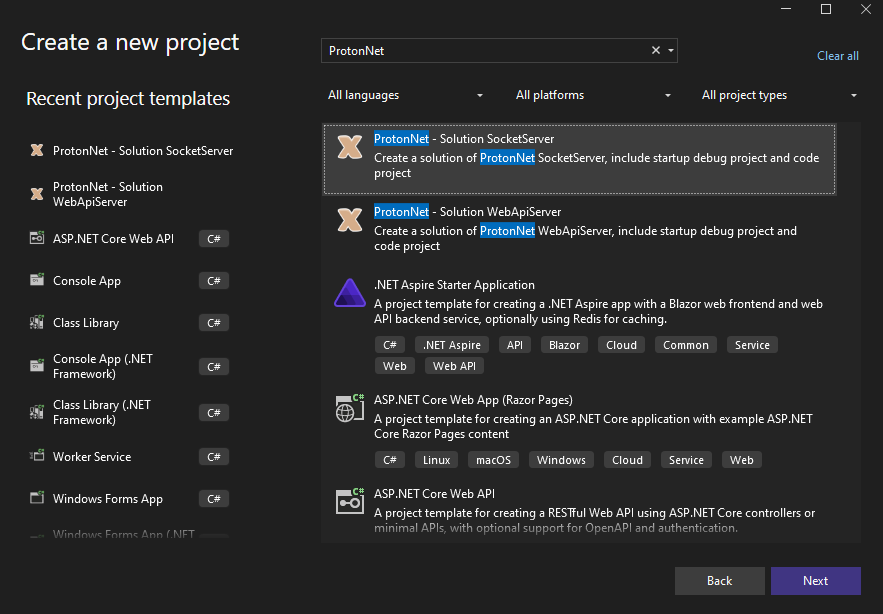 Create a new project
Recent project templates
ProtonNet - Solution SocketServer
ProtonNet - Solution
WebApiServer
ASP.NET Core Web API C#
Console App C#
Class Library C#
Console App (.NET
Framework) C#
Class Library (.NET
Framework) C#
Worker Service C#
Windows Forms App C#
Windows Forms App (.NET
ProtonNet
Clear all
All languages All platforms All project types
ProtonNet - Solution SocketServer
Create a solution of ProtonNet SocketServer, include startup debug project and code
project
ProtonNet - Solution WebApiServer
Create a solution of ProtonNet WebApiServer, include startup debug project and
code project
.NET Aspire Starter Application
A project template for creating a .NET Aspire app with a Blazor web frontend and web
API backend service, optionally using Redis for caching.
C# .NET Aspire API Blazor Cloud Common Service
Web Web API
ASP.NET Core Web App (Razor Pages)
A project template for creating an ASP.NET Core application with example ASP.NET
Core Razor Pages content
C# Linux macOS Windows Cloud Service Web
ASP.NET Core Web API
A project template for creating a RESTful Web API using ASP.NET Core controllers or
minimal APIs, with optional support for OpenAPI and authentication.
Back Next